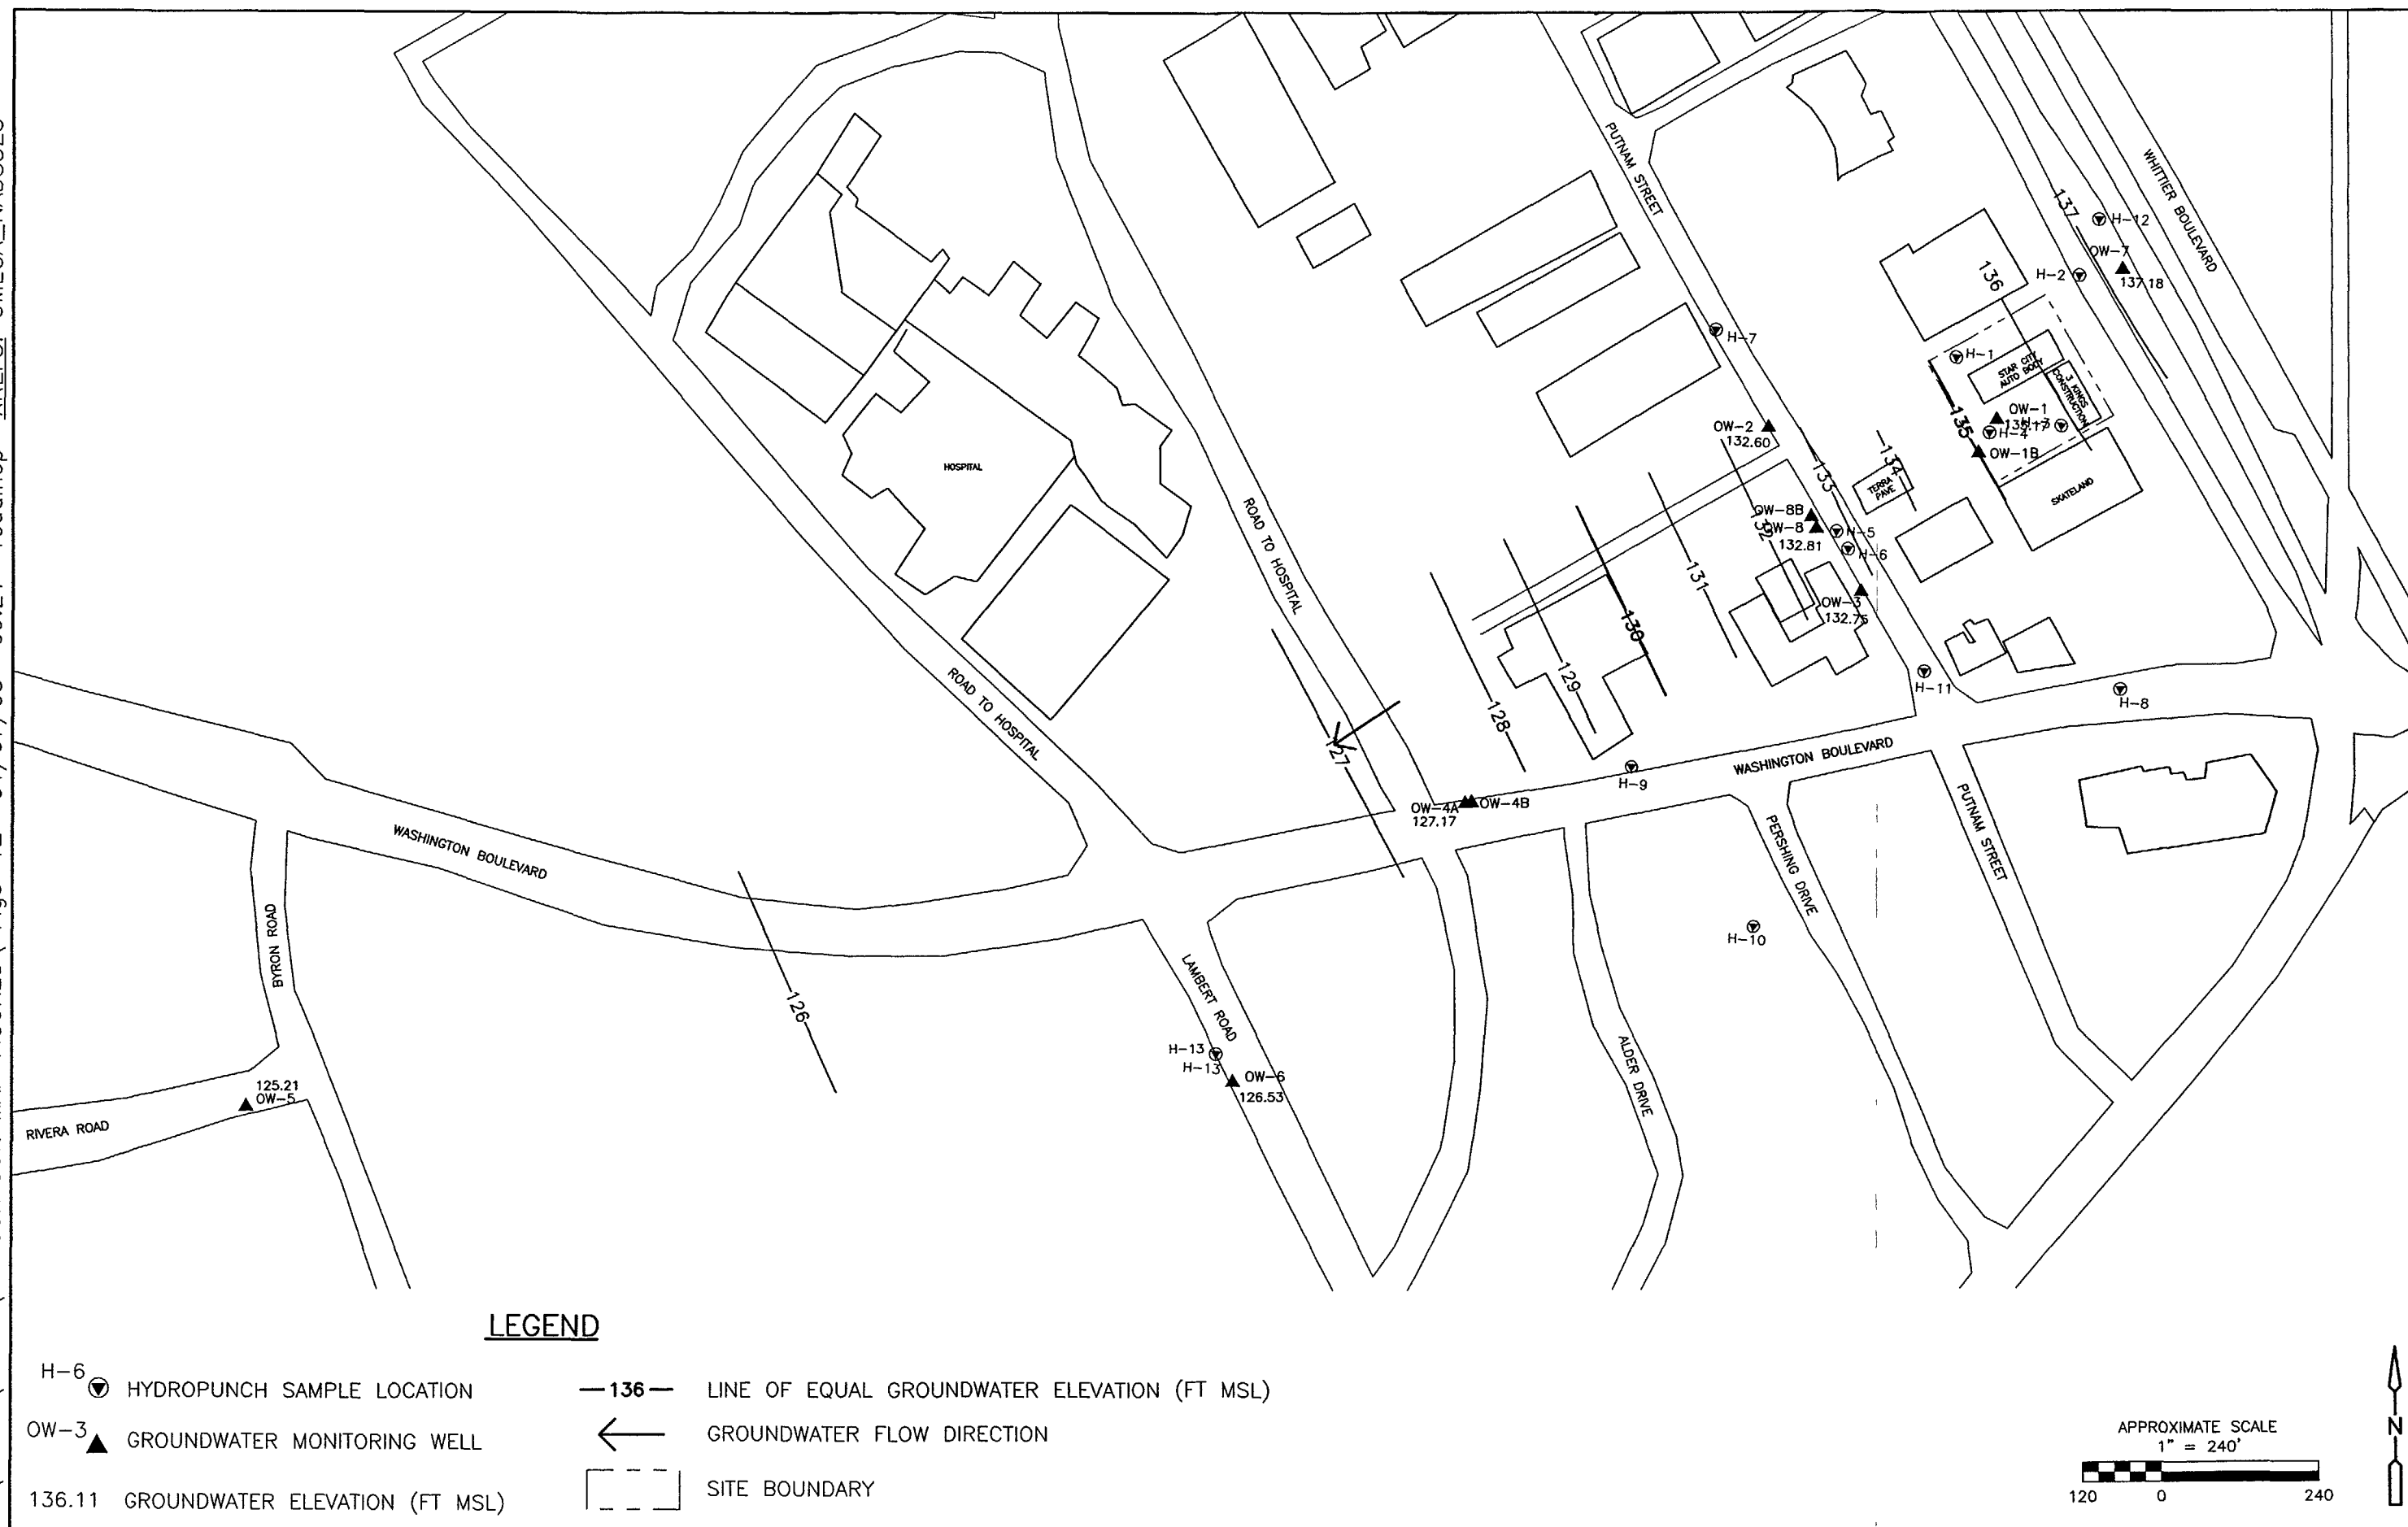 PUTNAM STREET
WHITTIER BOULEVARD
137
H-12
OW-7
137.18
H-2
136
H-7
H-1
STAR CITY
AUTO BODY
3 KINGS
CONSTRUCTION
OW-1
H-4
135
OW-1B
SKATELAND
OW-2
132.60
133
134
TERRA
PAVE
HOSPITAL
ROAD TO HOSPITAL
OW-8B
OW-8
132.81
132
H-5
H-6
131
OW-3
132.75
130
129
128
127
ROAD TO HOSPITAL
H-11
H-8
WASHINGTON BOULEVARD
H-9
OW-4A
127.17
OW-4B
PERSHING DRIVE
PUTNAM STREET
WASHINGTON BOULEVARD
BYRON ROAD
126
LAMBERT ROAD
H-10
H-13
H-13
OW-6
126.53
ALDER DRIVE
125.21
OW-5
RIVERA ROAD
LEGEND
H-6 HYDROPUNCH SAMPLE LOCATION
OW-3 GROUNDWATER MONITORING WELL
136.11 GROUNDWATER ELEVATION (FT MSL)
136 LINE OF EQUAL GROUNDWATER ELEVATION (FT MSL)
GROUNDWATER FLOW DIRECTION
SITE BOUNDARY
APPROXIMATE SCALE
1" = 240'
120 0 240
N